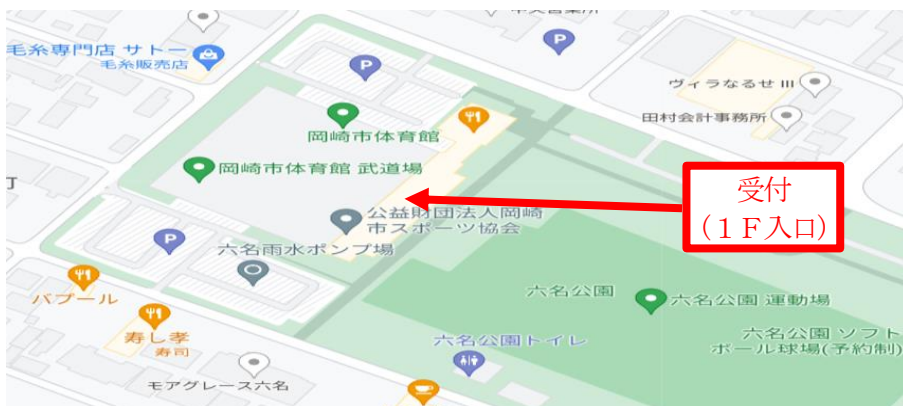 毛糸専門店 サトー
毛糸販売店
P
P
ヴィラなるせ III
田村会計事務所
岡崎市体育館
岡崎市体育館 武道場
丁
受付
(1F入口)
公益財団法人岡崎
市スポーツ協会
P
六名雨水ポンプ場
六名公園
六名公園 運動場
パブール
寿し孝
寿司
六名公園トイレ
六名公園 ソフト
ボール球場(予約制)
モアグレース六名